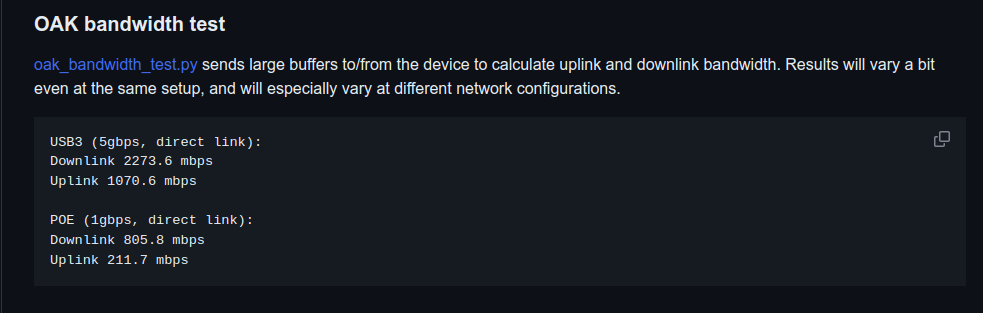 OAK bandwidth test
oak_bandwidth_test.py sends large buffers to/from the device to calculate uplink and downlink bandwidth. Results will vary a bit
even at the same setup, and will especially vary at different network configurations.
USB3 (5gbps, direct link):
Downlink 2273.6 mbps
Uplink 1070.6 mbps
POE (1gbps, direct link):
Downlink 805.8 mbps
Uplink 211.7 mbps